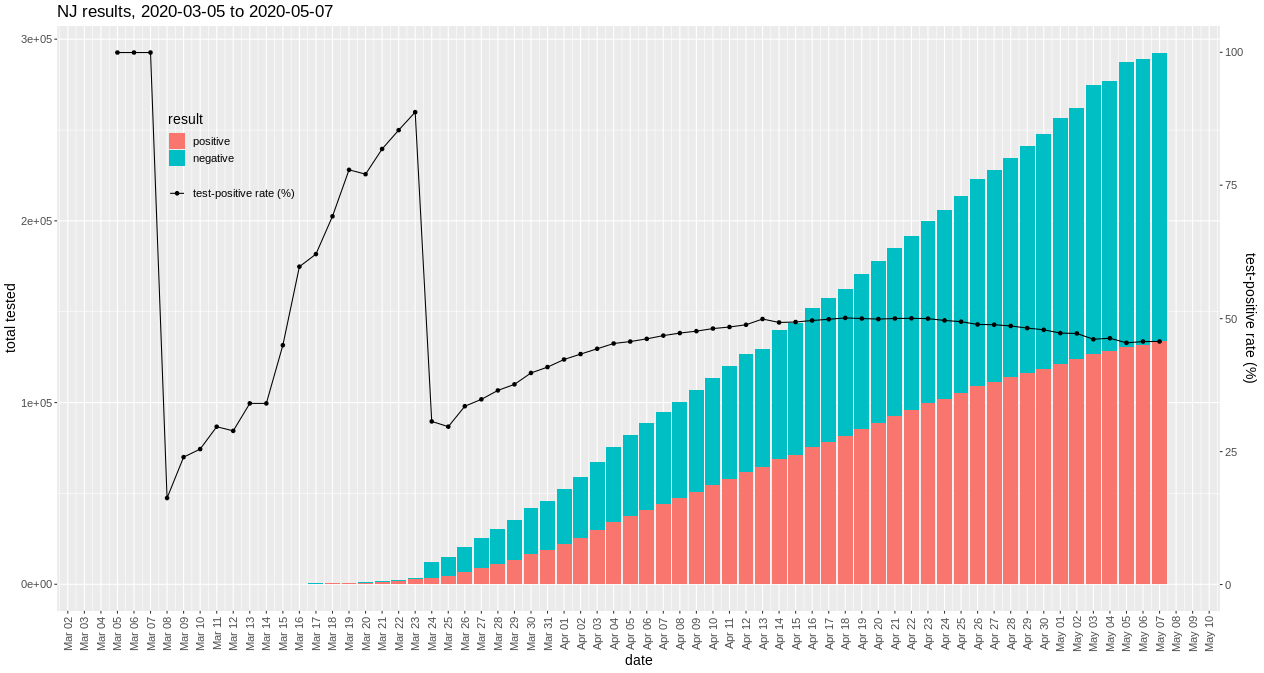 NJ results, 2020-03-05 to 2020-05-07
3e+05
2e+05
1e+05
0e+00
total tested
result
positive
negative
test-positive rate (%)
100
75
50
25
0
test-positive rate (%)
Mar 02
Mar 03
Mar 04
Mar 05
Mar 06
Mar 07
Mar 08
Mar 09
Mar 10
Mar 11
Mar 12
Mar 13
Mar 14
Mar 15
Mar 16
Mar 17
Mar 18
Mar 19
Mar 20
Mar 21
Mar 22
Mar 23
Mar 24
Mar 25
Mar 26
Mar 27
Mar 28
Mar 29
Mar 30
Mar 31
Apr 01
Apr 02
Apr 03
Apr 04
Apr 05
Apr 06
Apr 07
Apr 08
Apr 09
Apr 10
Apr 11
Apr 12
Apr 13
Apr 14
Apr 15
Apr 16
Apr 17
Apr 18
Apr 19
Apr 20
Apr 21
Apr 22
Apr 23
Apr 24
Apr 25
Apr 26
Apr 27
Apr 28
Apr 29
Apr 30
May 01
May 02
May 03
May 04
May 05
May 06
May 07
May 08
May 09
May 10
date